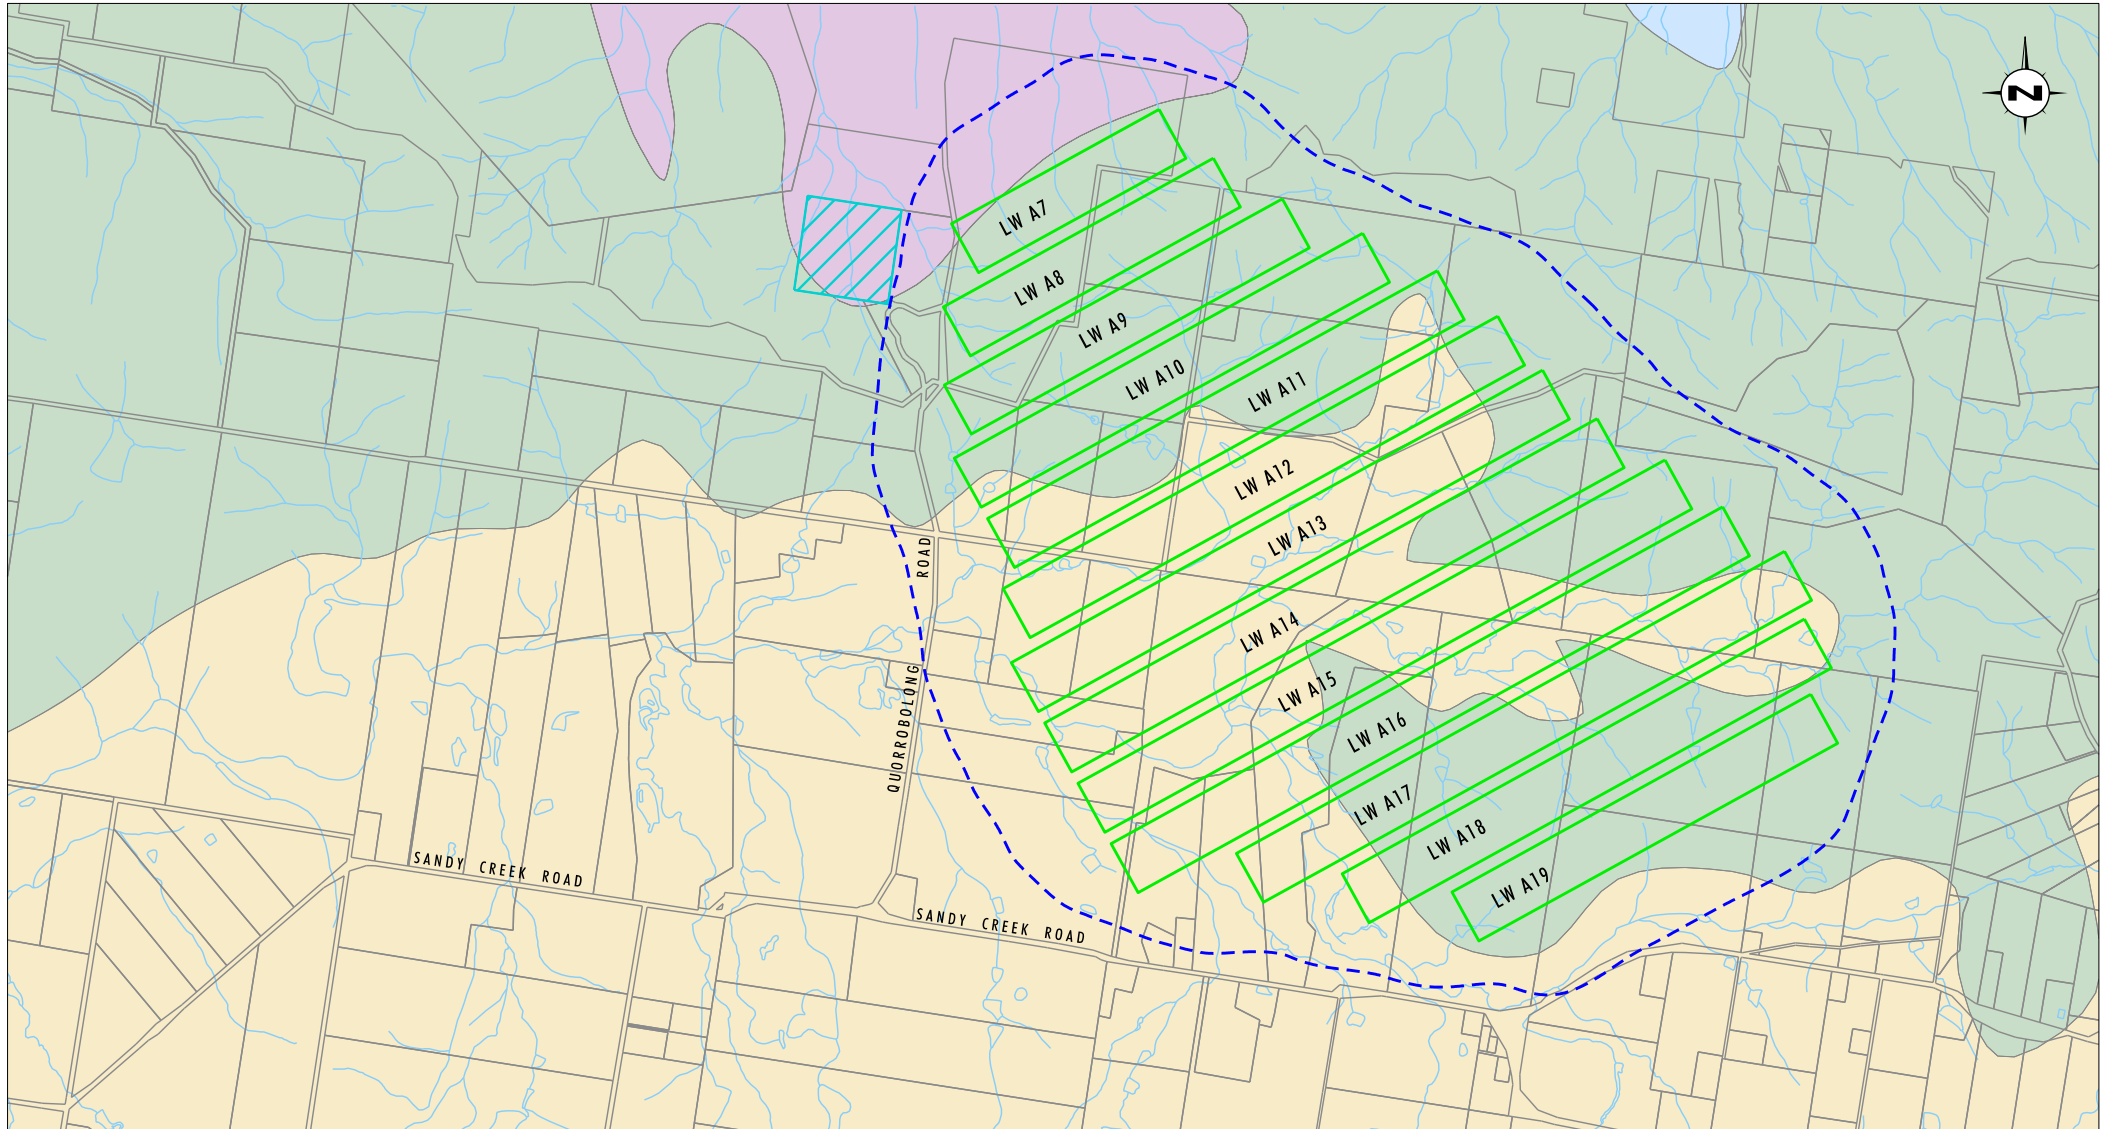 N
LW A7
LW A8
LW A9
LW A10
LW A11
LW A12
LW A13
LW A14
LW A15
LW A16
LW A17
LW A18
LW A19
QUORROBOLONG ROAD
SANDY CREEK ROAD
SANDY CREEK ROAD